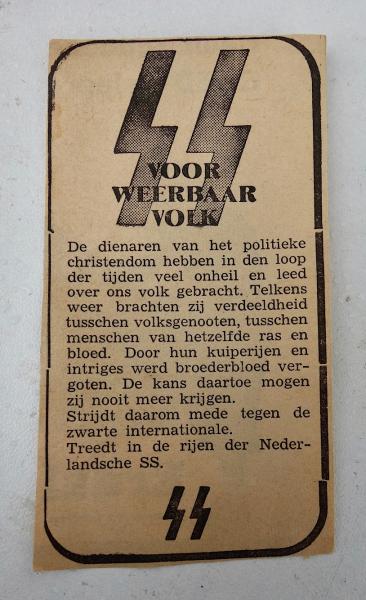 VOOR
WEERBAAR
VOLK
De dienaren van het politieke
christendom hebben in den loop
der tijden veel onheil en leed
over ons volk gebracht. Telkens
weer brachten zij verdeeldheid
tusschen volksgenooten, tusschen
menschen van hetzelfde ras en
bloed. Door hun kuiperijen en
intriges werd broederbloed ver-
goten. De kans daartoe mogen
zij nooit meer krijgen.
Strijdt daarom mede tegen de
zwarte internationale.
Treedt in de rijen der Neder-
landsche SS.